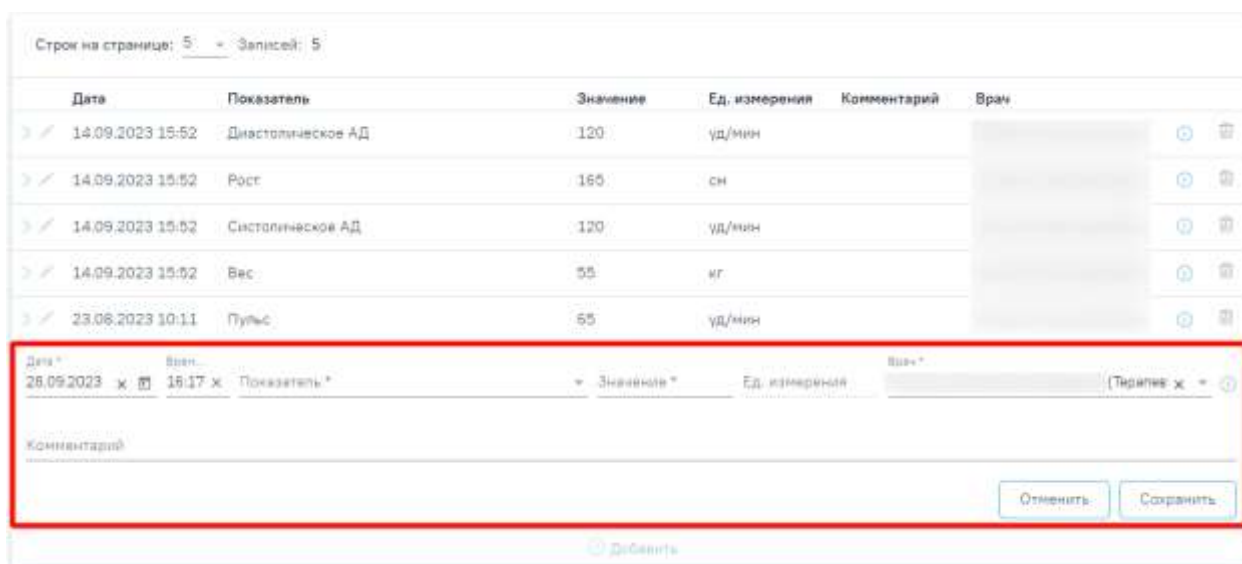 Строк на странице: 5 Записей: 5
Дата Показатель Значение Ед. измерения Комментарий Врач
14.09.2023 15:52 Диастолическое АД 120 уд/мин
14.09.2023 15:52 Рост 165 см
14.09.2023 15:52 Систолическое АД 120 уд/мин
14.09.2023 15:52 Вес 55 кг
23.08.2023 10:11 Пульс 65 уд/мин
Дата * Врем... Врач *
28.09.2023 16:17 Показатель * Значение * Ед. измерения (Терапев
Комментарий
Отменить Сохранить
Добавить